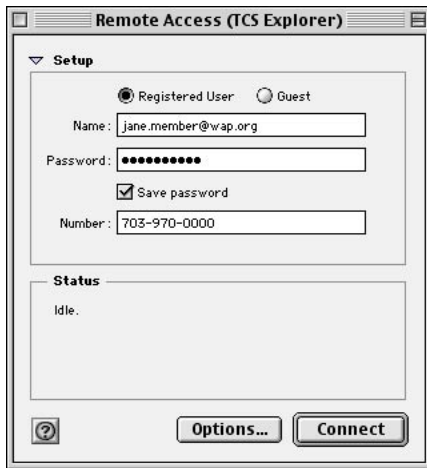 Remote Access (TCS Explorer)
Setup
Registered User Guest
Name: jane.member@wap.org
Password: ●●●●●●●●●●
Save password
Number: 703-970-0000
Status
Idle.
?
Options... Connect